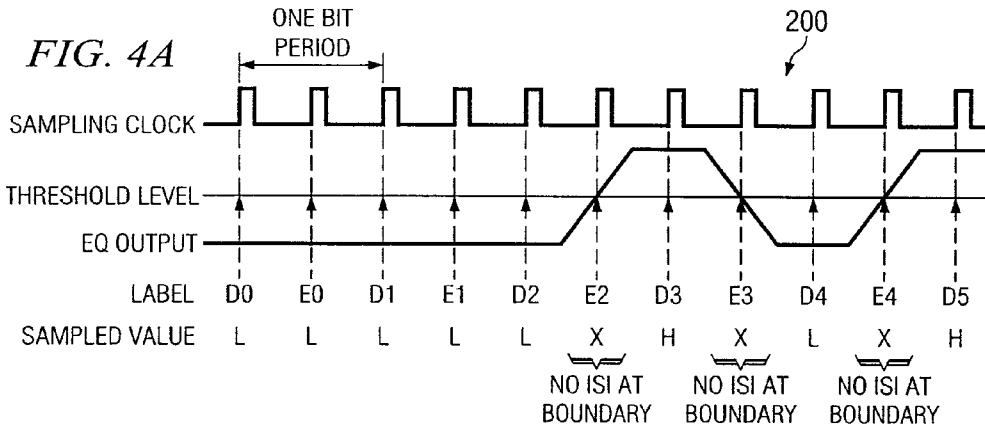 FIG. 4A
ONE BIT
PERIOD
200
SAMPLING CLOCK
THRESHOLD LEVEL
EQ OUTPUT
LABEL D0 E0 D1 E1 D2 E2 D3 E3 D4 E4 D5
SAMPLED VALUE L L L L L X H X L X H
NO ISI AT NO ISI AT NO ISI AT
BOUNDARY BOUNDARY BOUNDARY